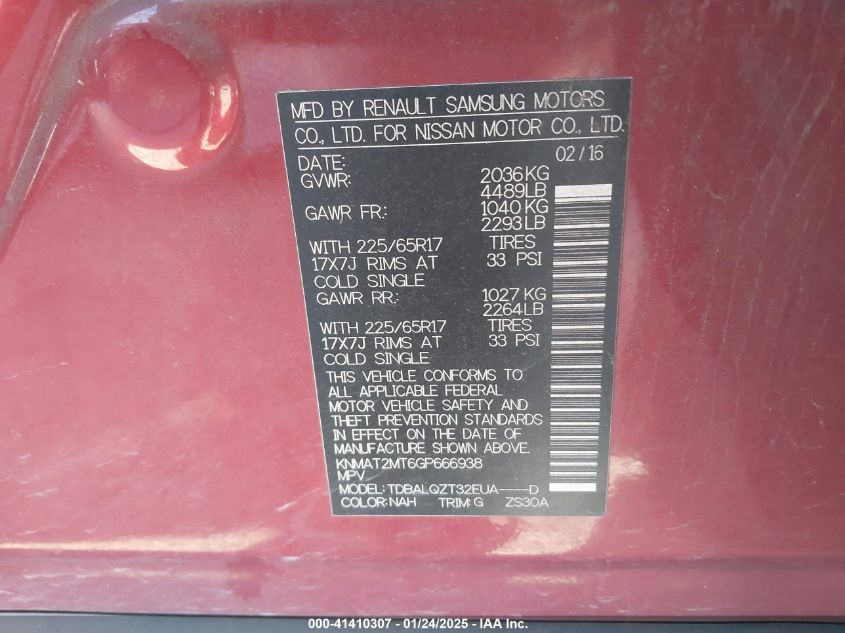 MFD BY RENAULT SAMSUNG MOTORS
CO., LTD. FOR NISSAN MOTOR CO., LTD.
DATE: 02/16
GVWR: 2036KG
4489LB
GAWR FR.: 1040KG
2293LB
WITH 225/65R17 TIRES
17X7J RIMS AT 33 PSI
COLD SINGLE
GAWR RR.: 1027 KG
2264LB
WITH 225/65R17 TIRES
17X7J RIMS AT 33 PSI
COLD SINGLE
THIS VEHICLE CONFORMS TO
ALL APPLICABLE FEDERAL
MOTOR VEHICLE SAFETY AND
THEFT PREVENTION STANDARDS
IN EFFECT ON THE DATE OF
MANUFACTURE SHOWN ABOVE.
KNMAT2MT6GP666938
MPV
MODEL: TDBALQZT32EUA----D
COLOR: NAH TRIM: G ZS30A
000-41410307 - 01/24/2025 - IAA Inc.